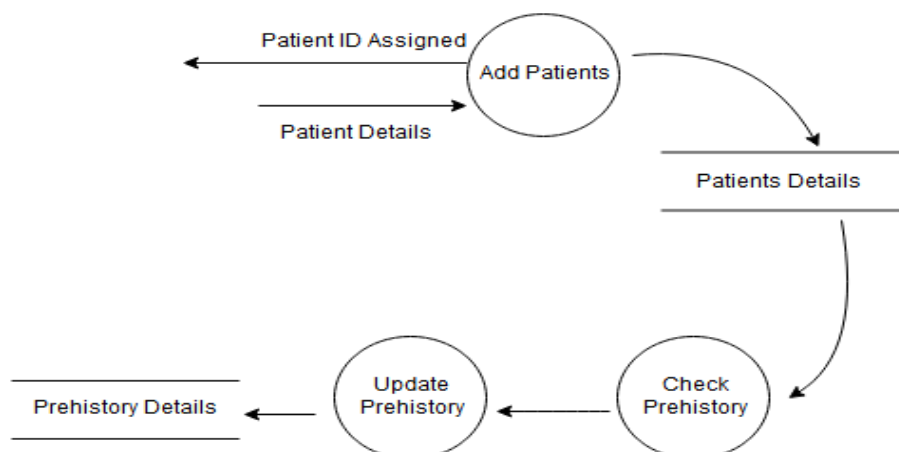 Patient ID Assigned
Add Patients
Patient Details
Patients Details
Update
Prehistory
Check
Prehistory
Prehistory Details